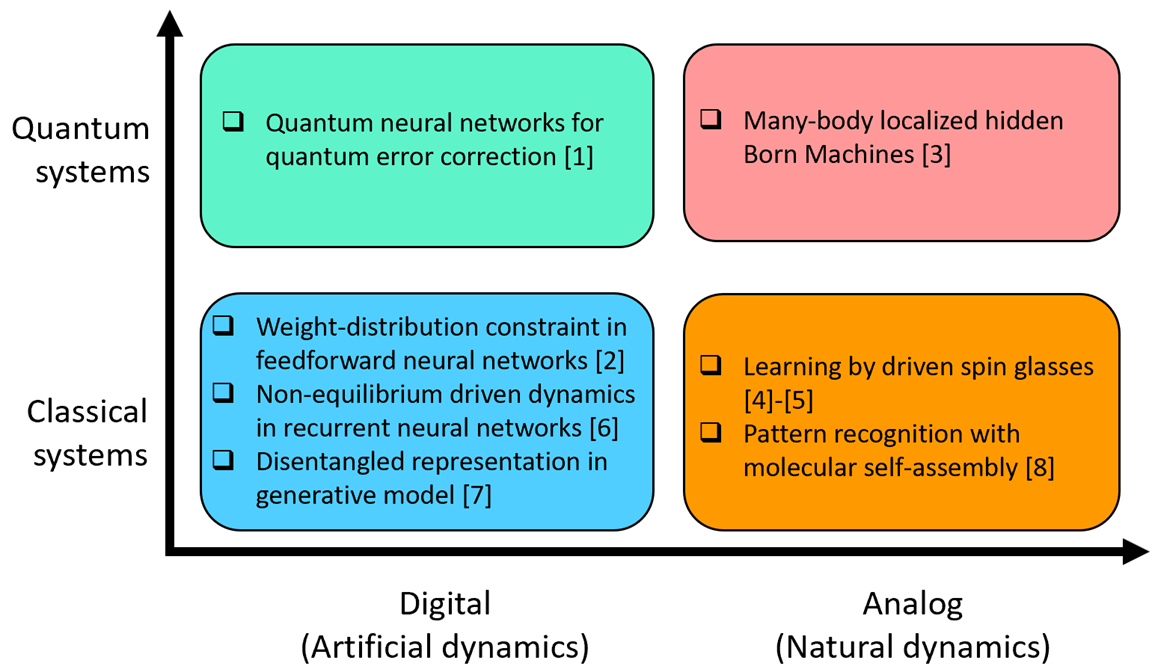 Quantum
systems
❑ Quantum neural networks for
quantum error correction [1]
❑ Many-body localized hidden
Born Machines [3]
Classical
systems
❑ Weight-distribution constraint in
feedforward neural networks [2]
❑ Non-equilibrium driven dynamics
in recurrent neural networks [6]
❑ Disentangled representation in
generative model [7]
❑ Learning by driven spin glasses
[4]-[5]
❑ Pattern recognition with
molecular self-assembly [8]
Digital
(Artificial dynamics)
Analog
(Natural dynamics)